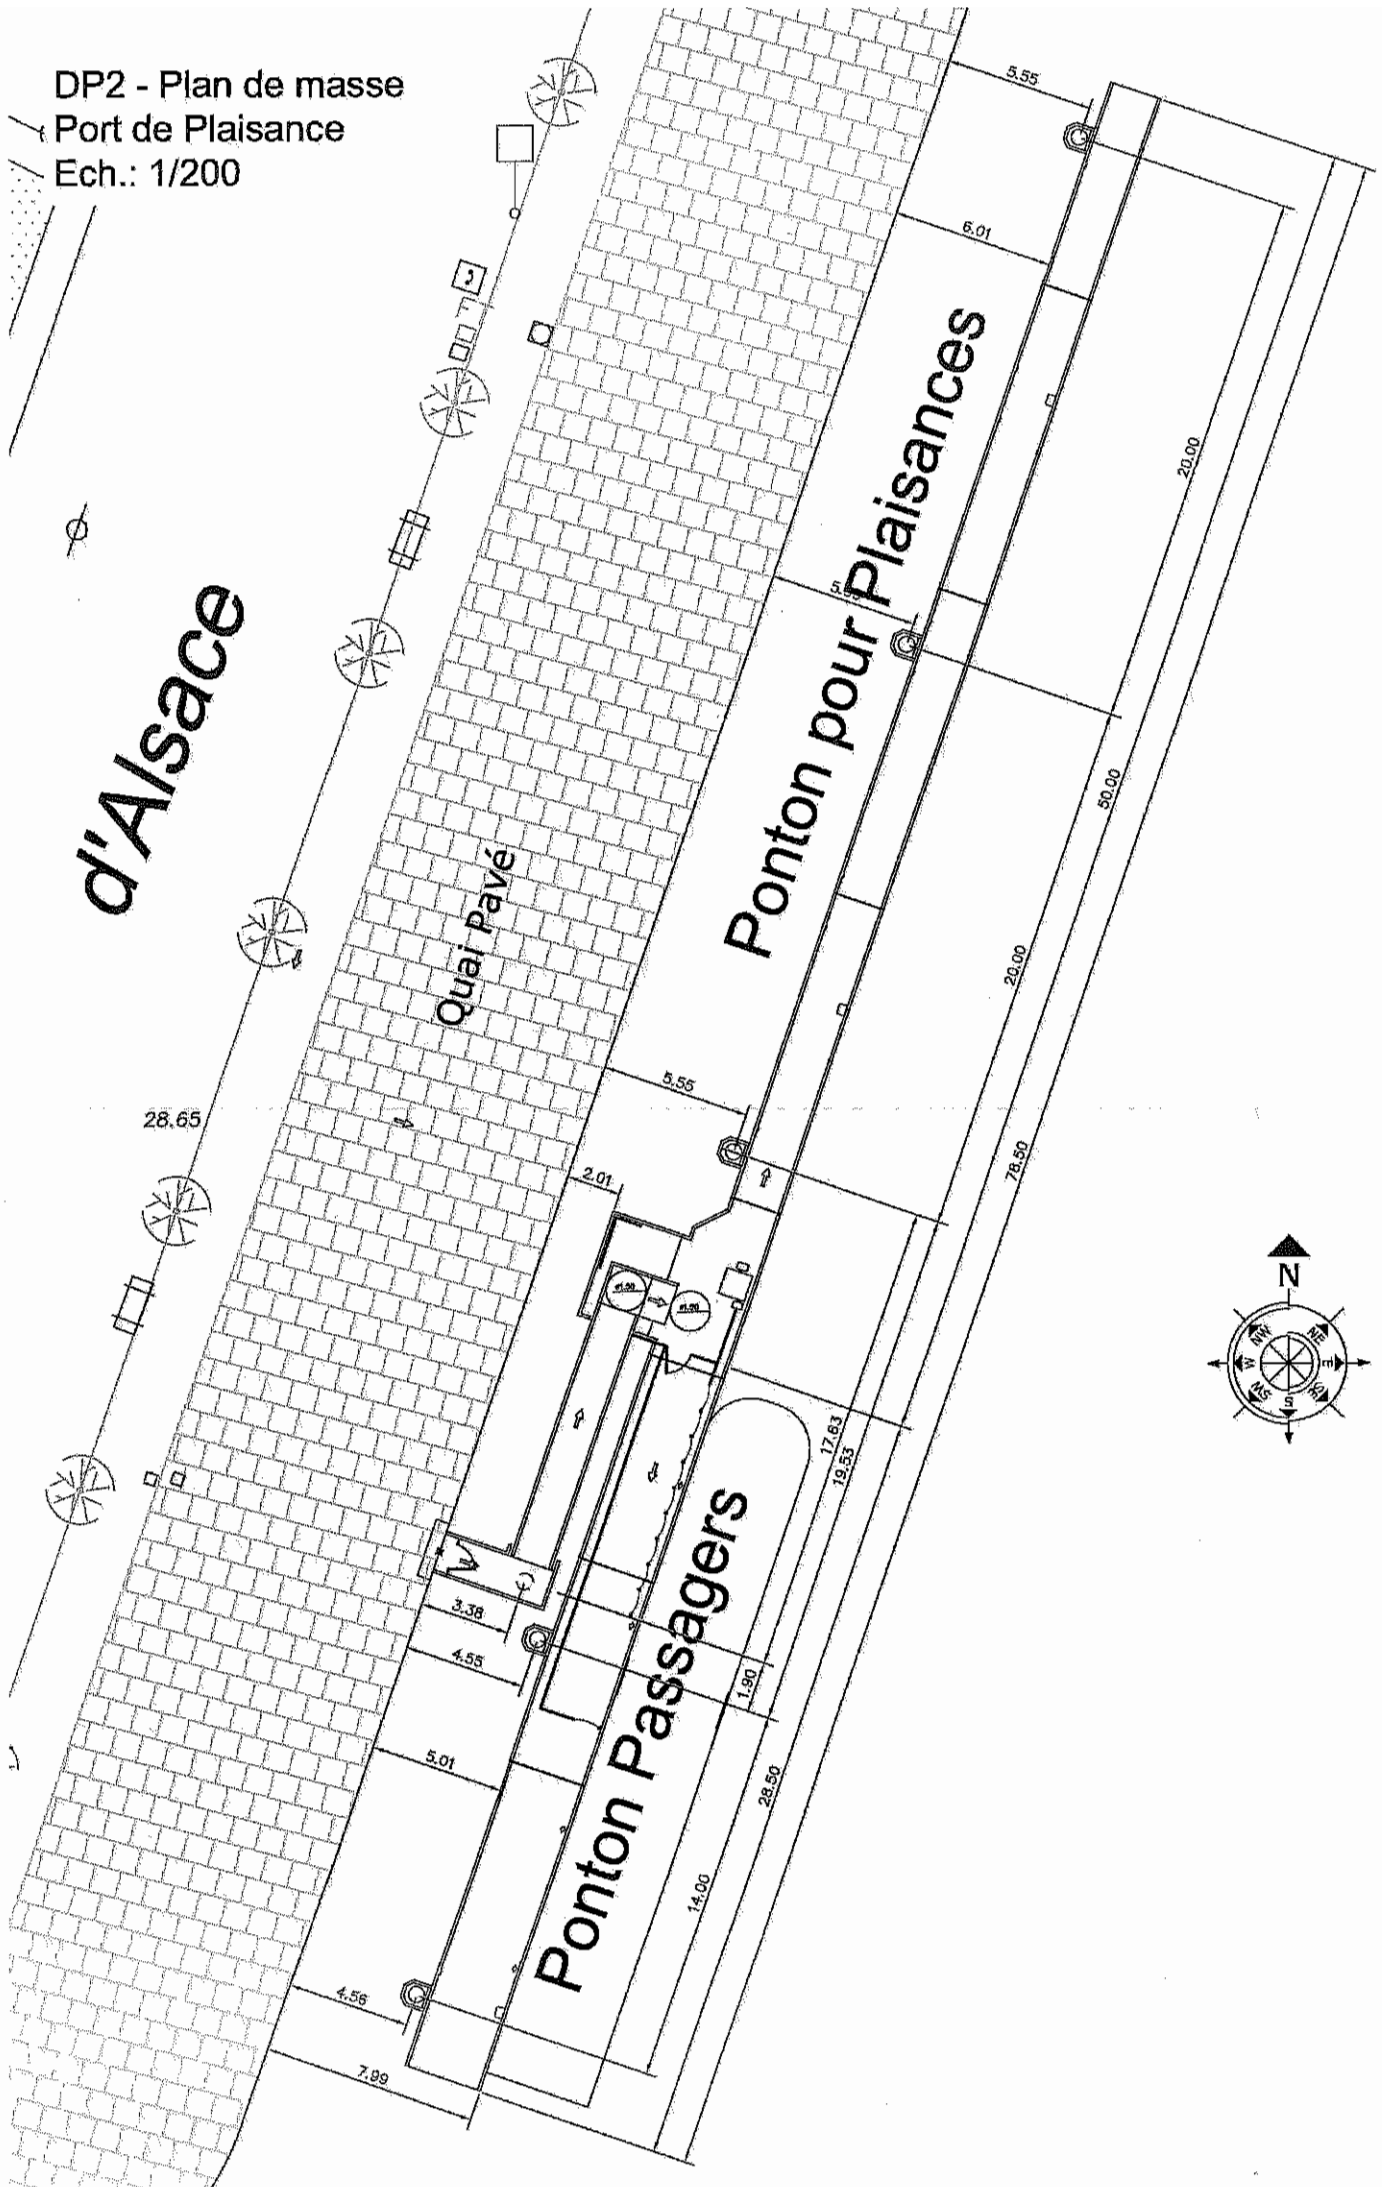 DP2 - Plan de masse
Port de Plaisance
Ech.: 1/200
5.55
6.01
Ponton pour Plaisances
20.00
d'Alsace
50.00
Quai Pavé
20.00
5.55
28.65
78.50
2.01
N
NW
NE
W
E
SW
S
17.63
19.53
Ponton Passagers
3.38
4.55
1.90
5.01
28.50
14.00
4.56
7.99